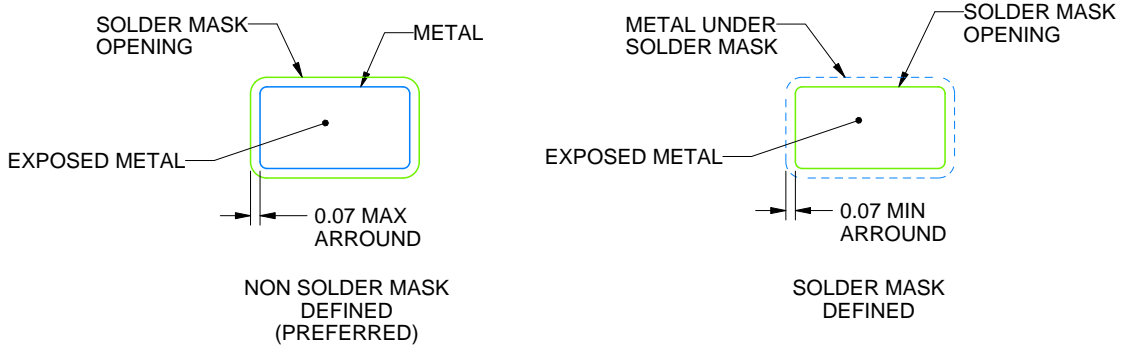 SOLDER MASK
OPENING
METAL
EXPOSED METAL
0.07 MAX
ARROUND
NON SOLDER MASK
DEFINED
(PREFERRED)
METAL UNDER
SOLDER MASK
SOLDER MASK
OPENING
EXPOSED METAL
0.07 MIN
ARROUND
SOLDER MASK
DEFINED